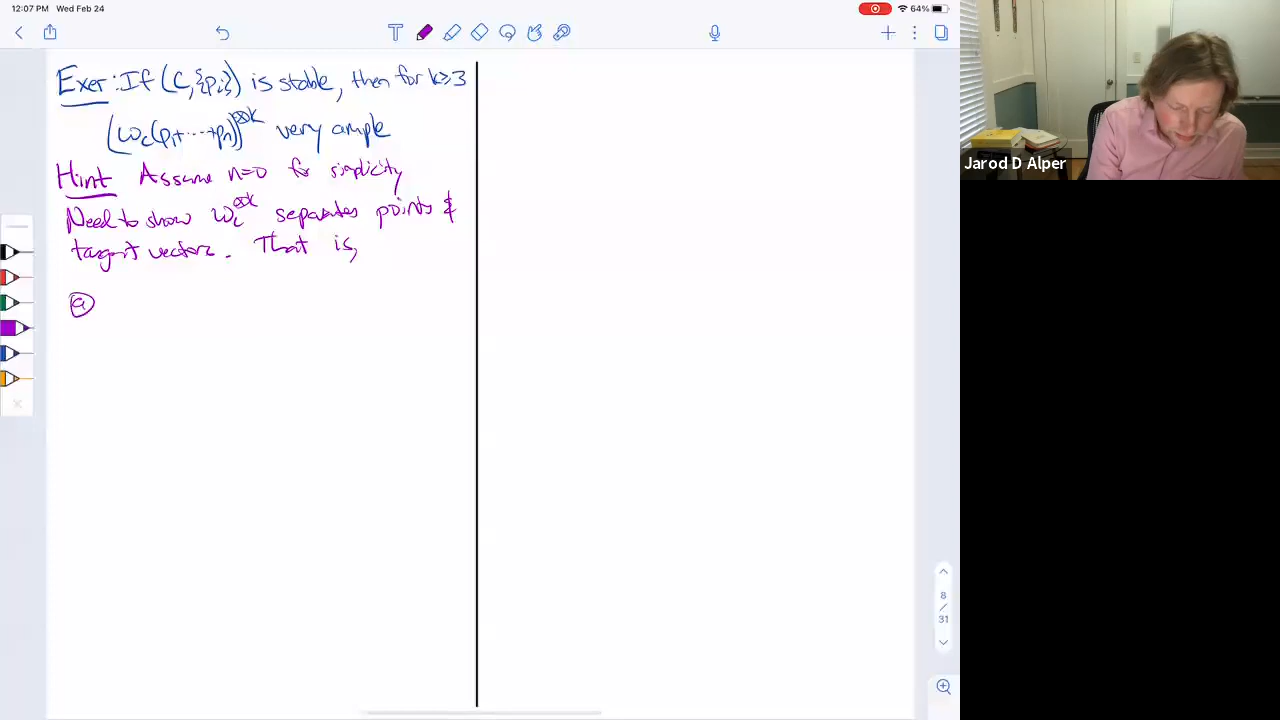 12:07 PM Wed Feb 24
64%
Exer: If (C, {pᵢ}) is stable, then for k≥3
(ω_C(p₁+···+pₙ))^⊗k very ample
Hint Assume n=0 for simplicity
Need to show ω_C^⊗k separates points &
tangent vectors. That is,
ⓐ
8
/
31
Jarod D Alper